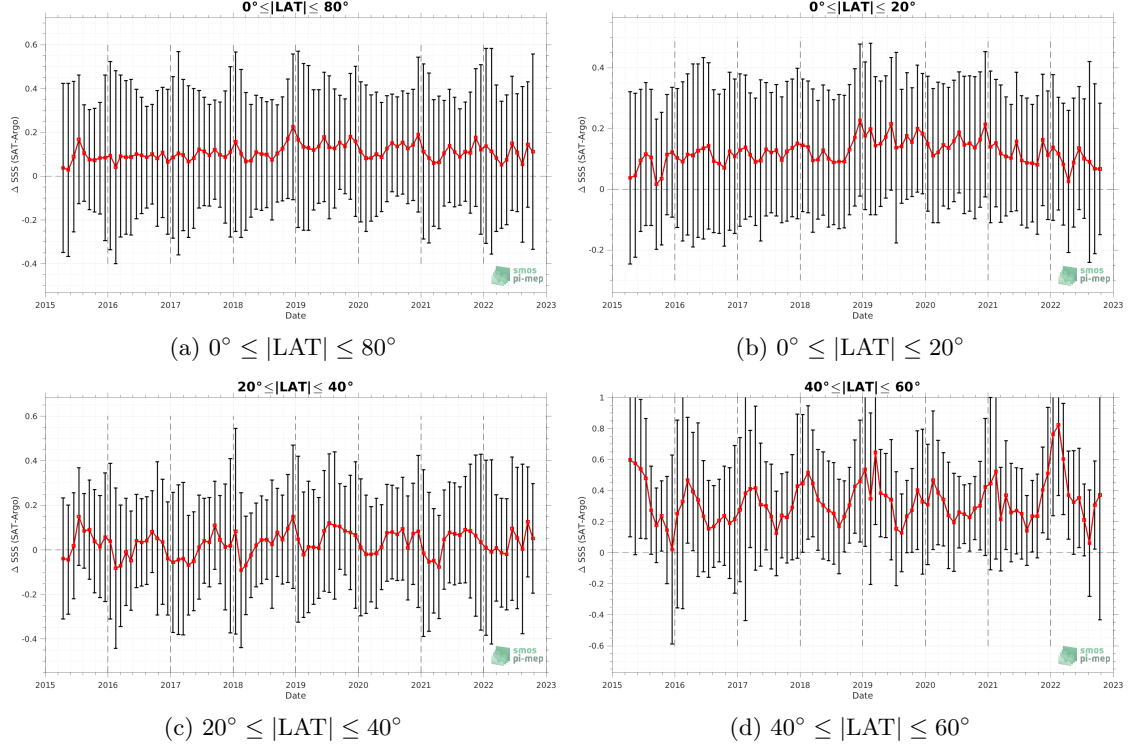 0°≤|LAT|≤ 80°
Δ SSS (SAT-Argo)
0.6
0.4
0.2
0
-0.2
-0.4
2015 2016 2017 2018 2019 2020 2021 2022 2023
Date
smos
pi-mep
(a) 0° ≤ |LAT| ≤ 80°
0°≤|LAT|≤ 20°
Δ SSS (SAT-Argo)
0.4
0.2
0
-0.2
2015 2016 2017 2018 2019 2020 2021 2022 2023
Date
smos
pi-mep
(b) 0° ≤ |LAT| ≤ 20°
20°≤|LAT|≤ 40°
Δ SSS (SAT-Argo)
0.6
0.4
0.2
0
-0.2
-0.4
2015 2016 2017 2018 2019 2020 2021 2022 2023
Date
smos
pi-mep
(c) 20° ≤ |LAT| ≤ 40°
40°≤|LAT|≤ 60°
Δ SSS (SAT-Argo)
1
0.8
0.6
0.4
0.2
0
-0.2
-0.4
-0.6
2015 2016 2017 2018 2019 2020 2021 2022 2023
Date
smos
pi-mep
(d) 40° ≤ |LAT| ≤ 60°